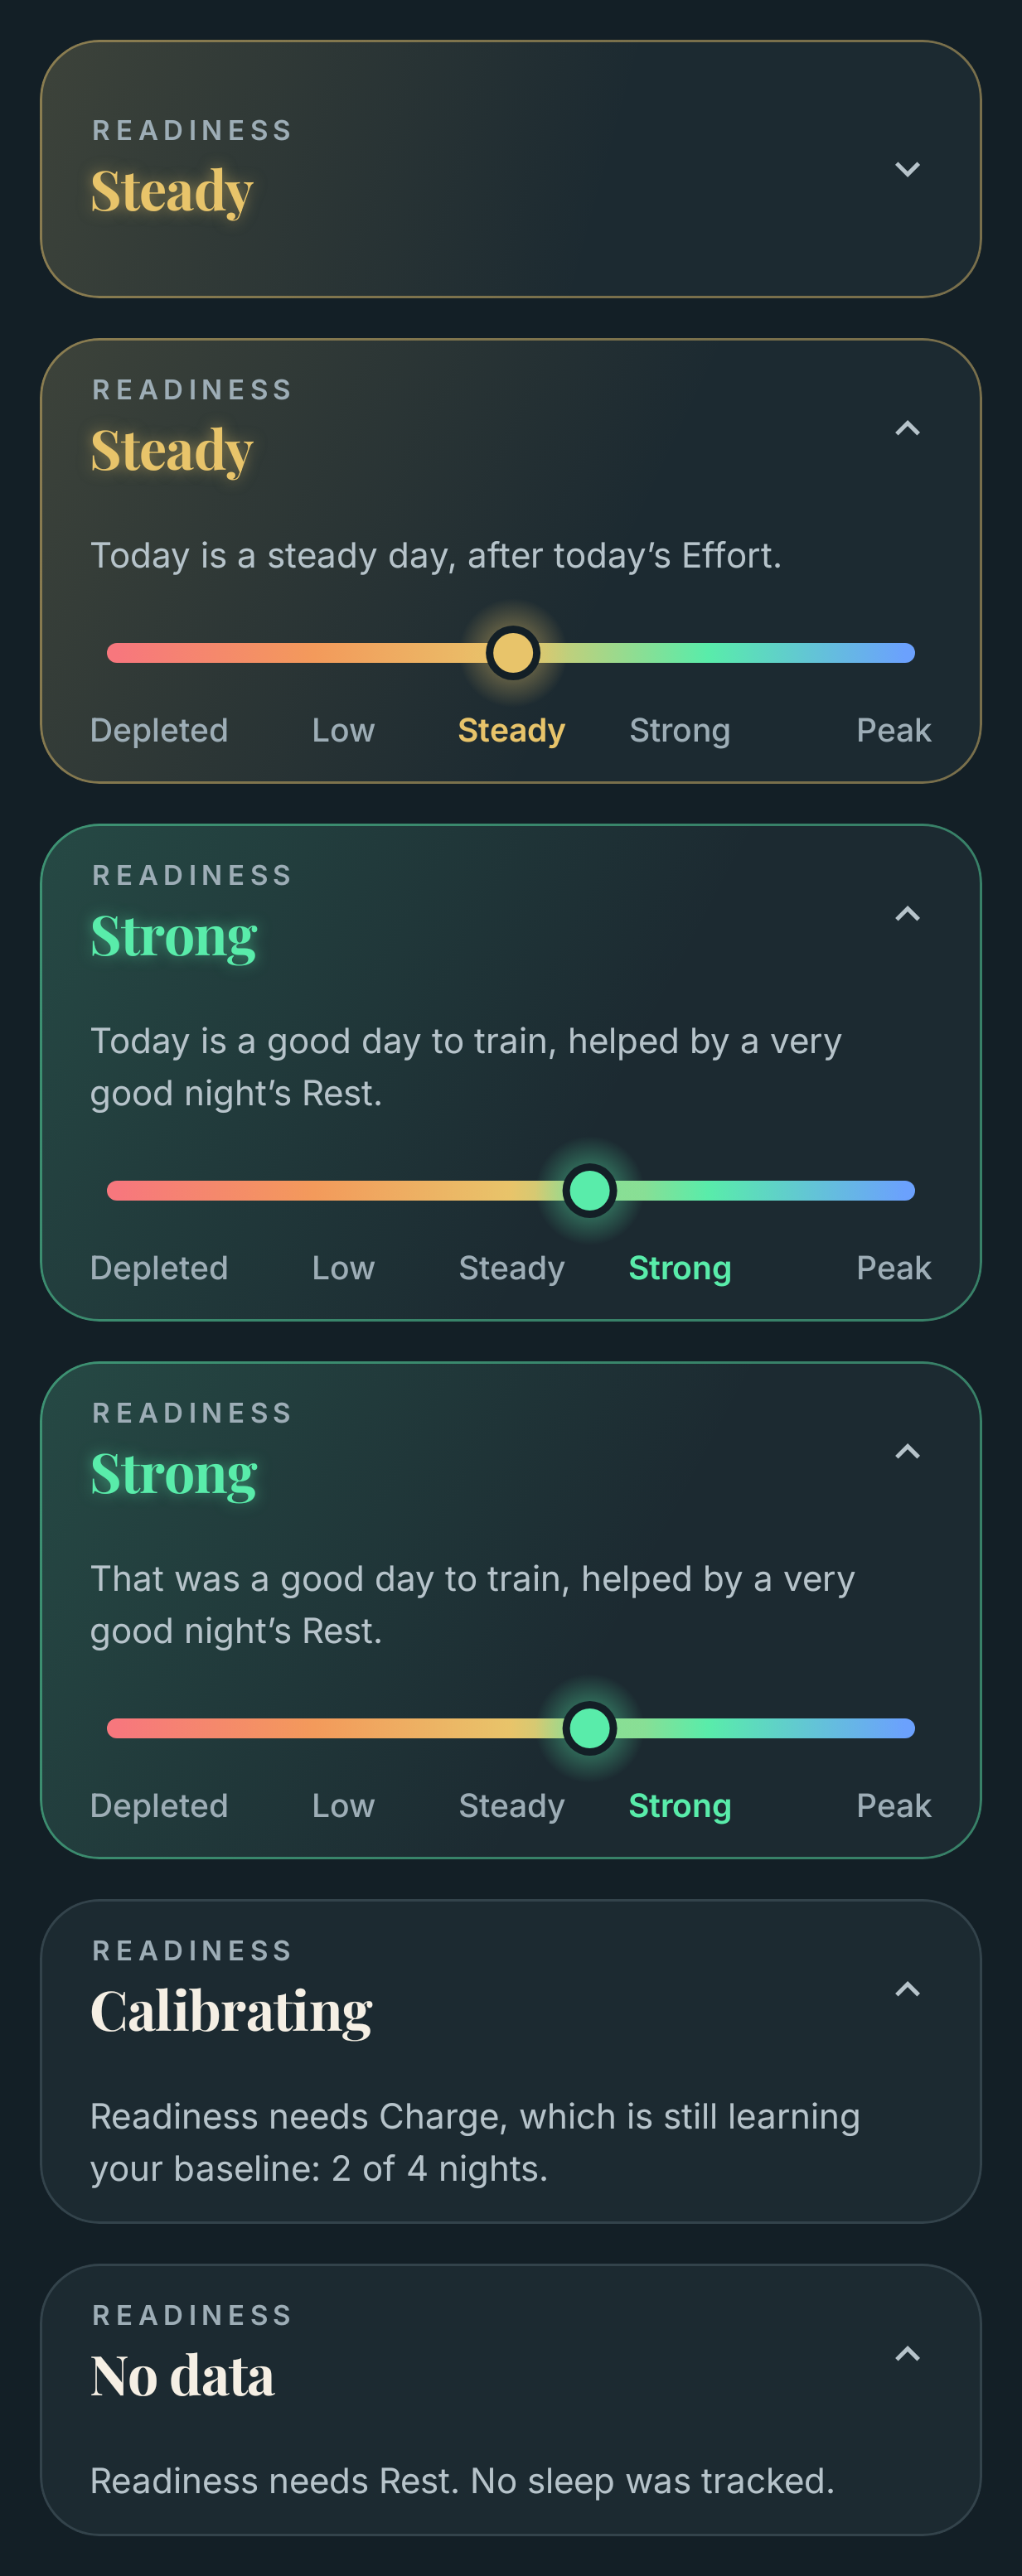 READINESS
Steady
READINESS
Steady
Today is a steady day, after today’s Effort.
Depleted Low Steady Strong Peak
READINESS
Strong
Today is a good day to train, helped by a very
good night’s Rest.
Depleted Low Steady Strong Peak
READINESS
Strong
That was a good day to train, helped by a very
good night’s Rest.
Depleted Low Steady Strong Peak
READINESS
Calibrating
Readiness needs Charge, which is still learning
your baseline: 2 of 4 nights.
READINESS
No data
Readiness needs Rest. No sleep was tracked.